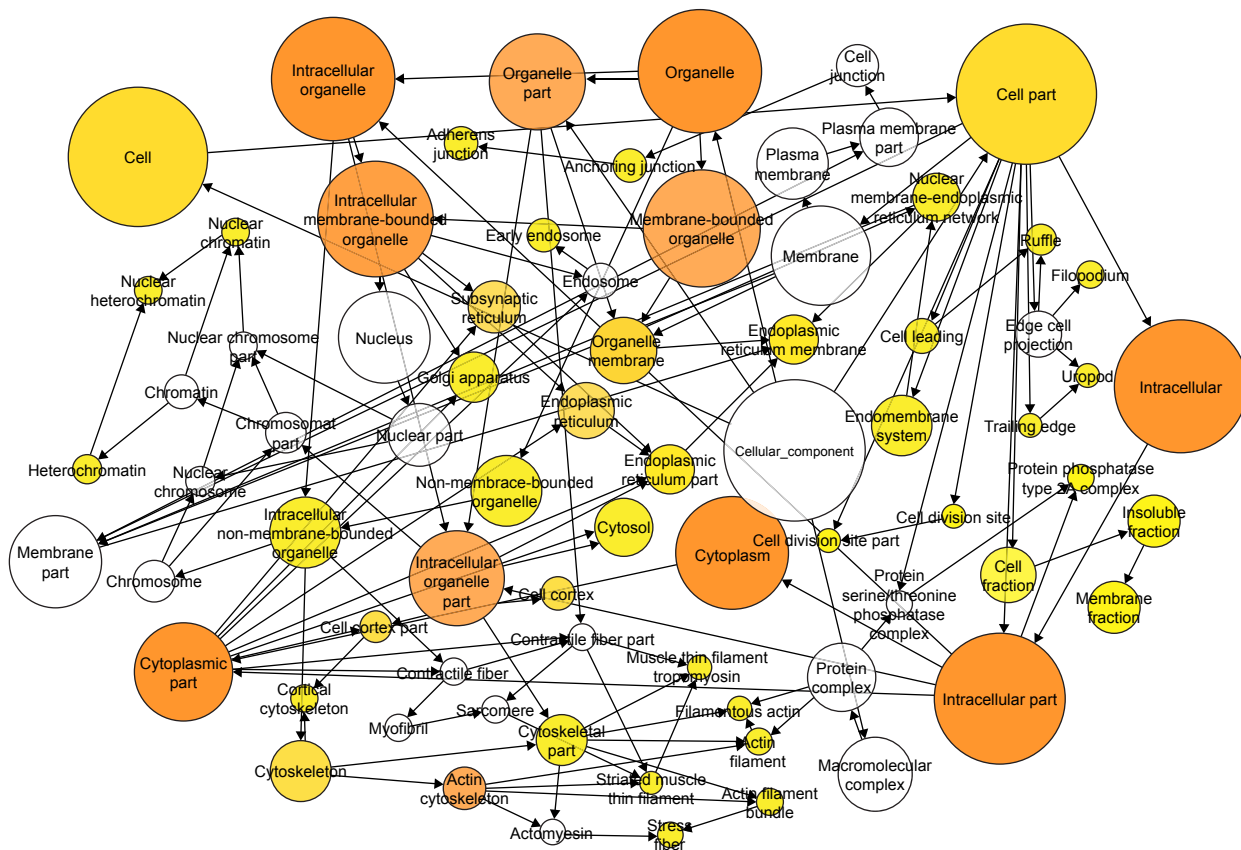 Intracellular
organelle
Organelle
part
Organelle
Cell
junction
Cell part
Cell
Adherens
junction
Anchoring junction
Plasma membrane
part
Plasma
membrane
Nuclear
membrane-endoplasmic
reticulum network
Intracellular
membrane-bounded
organelle
Nuclear
chromatin
Early endosome
Membrane-bounded
organelle
Membrane
Ruffle
Filopodium
Nuclear
heterochromatin
Endosome
Subsynaptic
reticulum
Nucleus
Nuclear chromosome
part
Organelle
membrane
Endoplasmic
reticulum membrane
Cell leading
Edge cell
projection
Golgi apparatus
Uropod
Intracellular
Chromatin
Endoplasmic
reticulum
Endomembrane
system
Trailing edge
Chromosomat
part
Nuclear part
Cellular_component
Heterochromatin
Nuclear
chromosome
Non-membrace-bounded
organelle
Endoplasmic
reticulum part
Protein phosphatase
type 2A complex
Intracellular
non-membrane-bounded
organelle
Cytosol
Cell division site
Insoluble
fraction
Membrane
part
Chromosome
Intracellular
organelle
part
Cytoplasm
Cell division site part
Cell
fraction
Membrane
fraction
Cell cortex
Protein
serine/threonine
phosphatase
complex
Cell cortex part
Contractile fiber part
Cytoplasmic
part
Contractile fiber
Muscle thin filament
tropomyosin
Protein
complex
Intracellular part
Cortical
cytoskeleton
Myofibril
Sarcomere
Filamentous actin
Cytoskeletal
part
Actin
filament
Cytoskeleton
Actin
cytoskeleton
Striated muscle
thin filament
Actin filament
bundle
Macromolecular
complex
Actomyesin
Stress
fiber